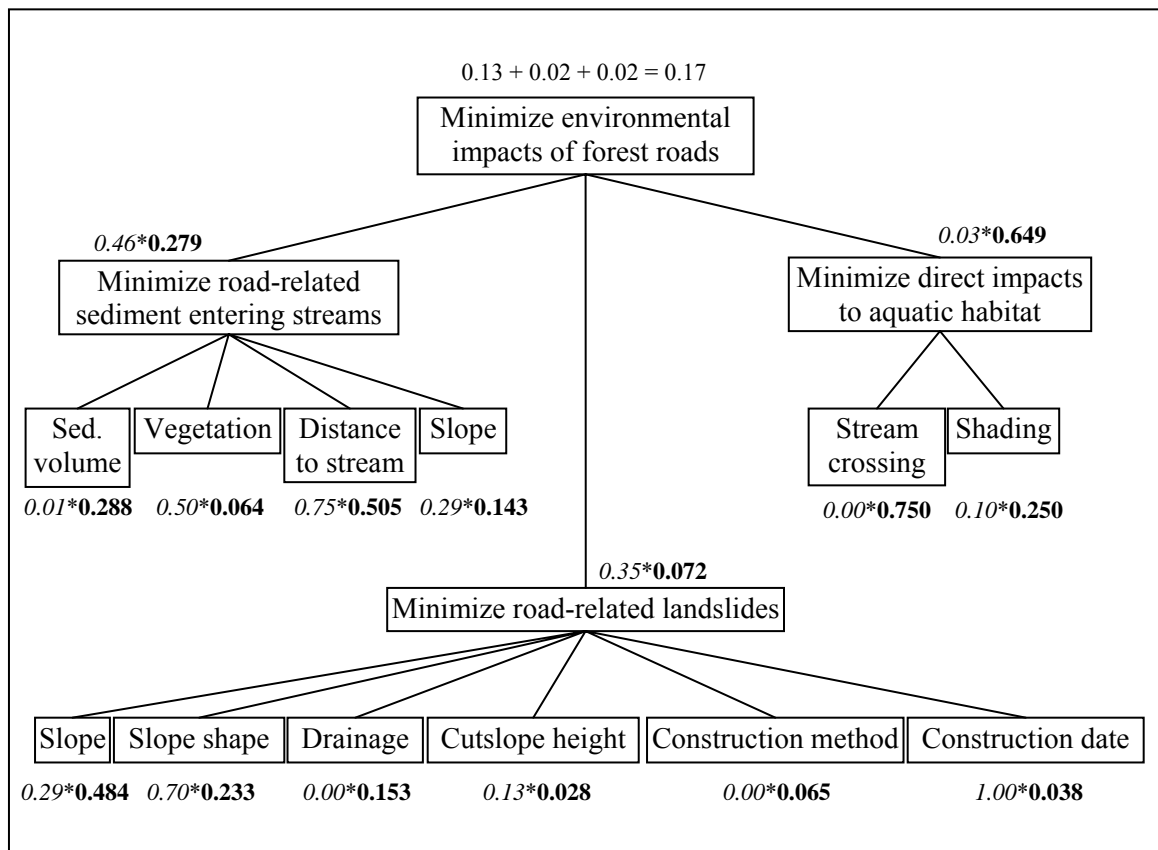 0.13 + 0.02 + 0.02 = 0.17
Minimize environmental
impacts of forest roads
0.46*0.279
Minimize road-related
sediment entering streams
0.03*0.649
Minimize direct impacts
to aquatic habitat
Sed.
volume
Vegetation
Distance
to stream
Slope
0.01*0.288 0.50*0.064 0.75*0.505 0.29*0.143
Stream
crossing
Shading
0.00*0.750 0.10*0.250
0.35*0.072
Minimize road-related landslides
Slope
Slope shape
Drainage
Cutslope height
Construction method
Construction date
0.29*0.484 0.70*0.233 0.00*0.153 0.13*0.028 0.00*0.065 1.00*0.038